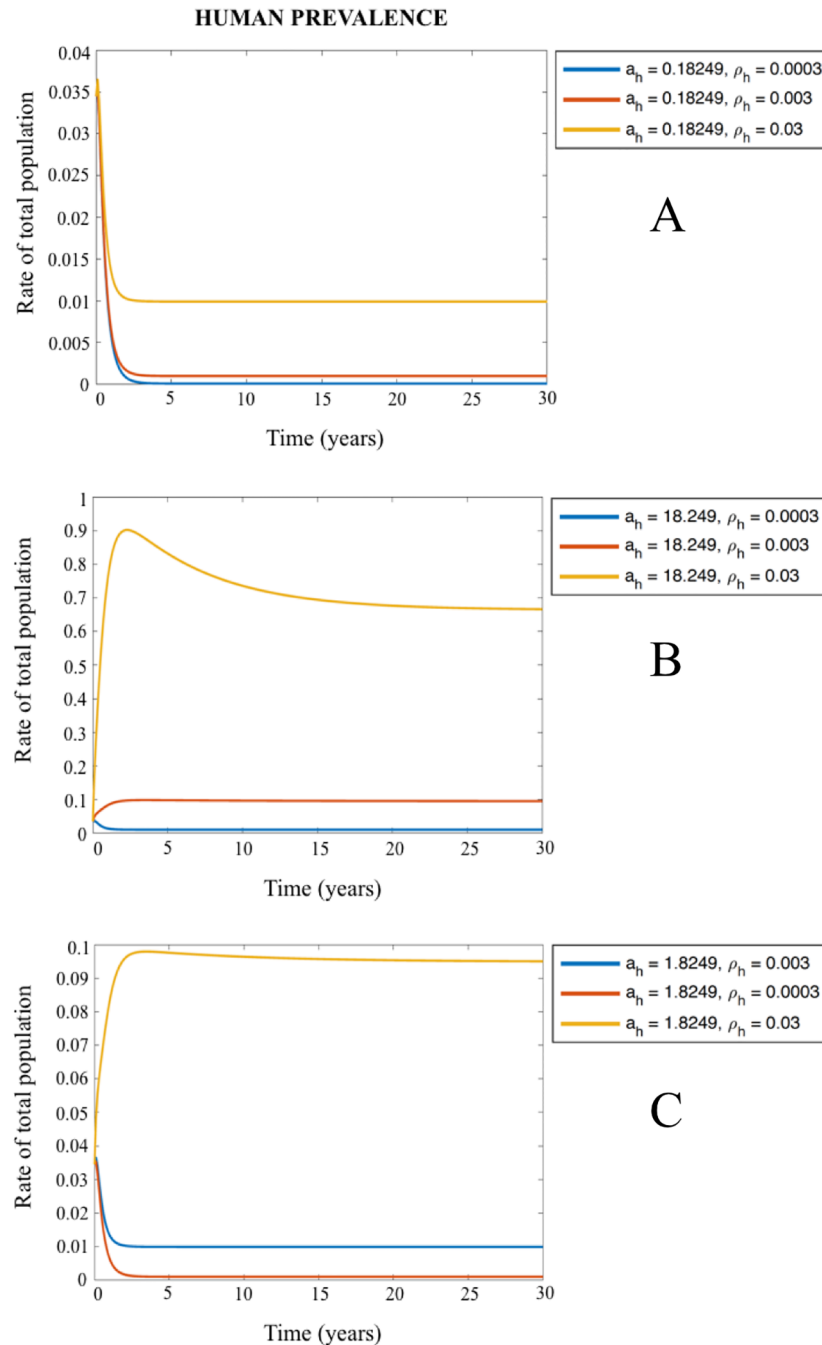 HUMAN PREVALENCE
0.04
0.035
0.03
0.025
0.02
0.015
0.01
0.005
0
Rate of total population
0 5 10 15 20 25 30
Time (years)
a_h = 0.18249, ρ_h = 0.0003
a_h = 0.18249, ρ_h = 0.003
a_h = 0.18249, ρ_h = 0.03
A
1
0.9
0.8
0.7
0.6
0.5
0.4
0.3
0.2
0.1
0
Rate of total population
0 5 10 15 20 25 30
Time (years)
a_h = 18.249, ρ_h = 0.0003
a_h = 18.249, ρ_h = 0.003
a_h = 18.249, ρ_h = 0.03
B
0.1
0.09
0.08
0.07
0.06
0.05
0.04
0.03
0.02
0.01
0
Rate of total population
0 5 10 15 20 25 30
Time (years)
a_h = 1.8249, ρ_h = 0.003
a_h = 1.8249, ρ_h = 0.0003
a_h = 1.8249, ρ_h = 0.03
C